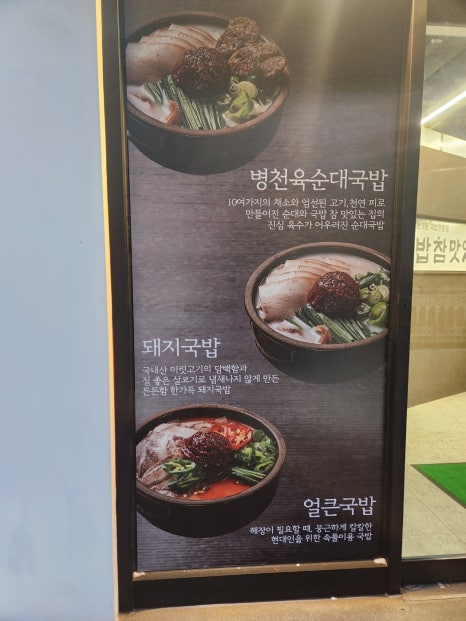 병천육순대국밥
10여가지의 채소와 엄선된 고기,천연 피로
만들어진 순대와 국밥 참 맛있는 집의
진심 육수가 어우러진 순대국밥
돼지국밥
국내산 머릿고기의 담백함과
질 좋은 살코기로 냄새나지 않게 만든
든든함 한가득 돼지국밥
얼큰국밥
해장이 필요할 때, 뭉근하게 칼칼한
현대인을 위한 속풀이용 국밥
밥참맛있